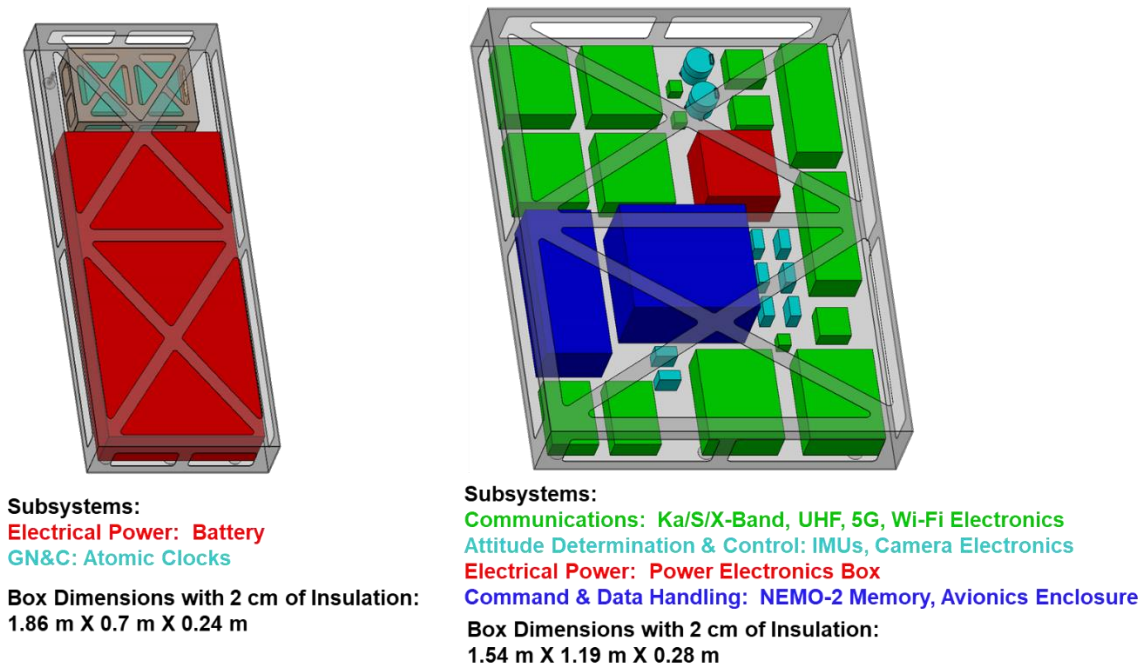 Subsystems:
Electrical Power:  Battery
GN&C: Atomic Clocks
Box Dimensions with 2 cm of Insulation:
1.86 m X 0.7 m X 0.24 m
Subsystems:
Communications:  Ka/S/X-Band, UHF, 5G, Wi-Fi Electronics
Attitude Determination & Control: IMUs, Camera Electronics
Electrical Power:  Power Electronics Box
Command & Data Handling:  NEMO-2 Memory, Avionics Enclosure
Box Dimensions with 2 cm of Insulation:
1.54 m X 1.19 m X 0.28 m